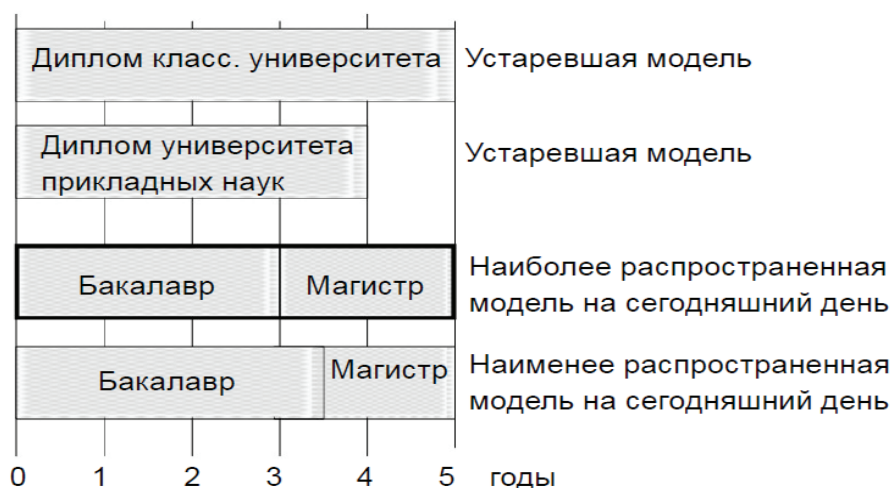 Диплом класс. университета
Устаревшая модель
Диплом университета
прикладных наук
Устаревшая модель
Бакалавр
Магистр
Наиболее распространенная
модель на сегодняшний день
Бакалавр
Магистр
Наименее распространенная
модель на сегодняшний день
0 1 2 3 4 5 годы